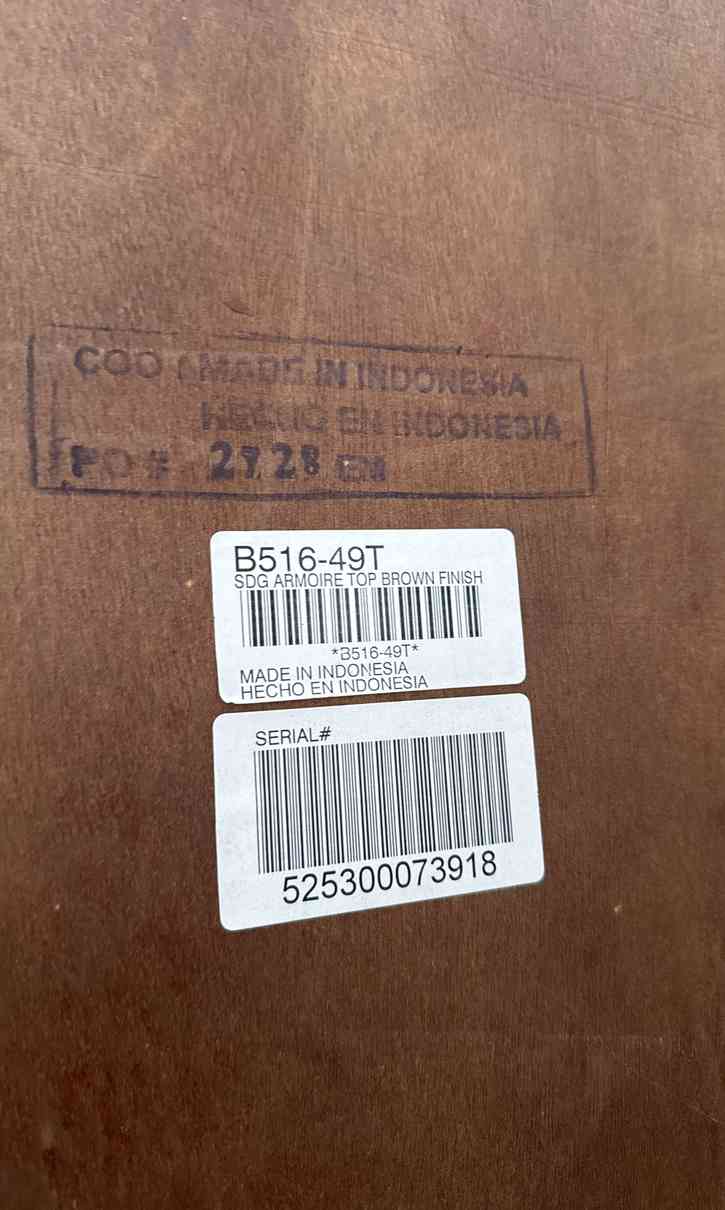 COO : MADE IN INDONESIA
HECHO EN INDONESIA
PO #
B516-49T
SDG ARMOIRE TOP BROWN FINISH
*B516-49T*
MADE IN INDONESIA
HECHO EN INDONESIA
SERIAL#
525300073918